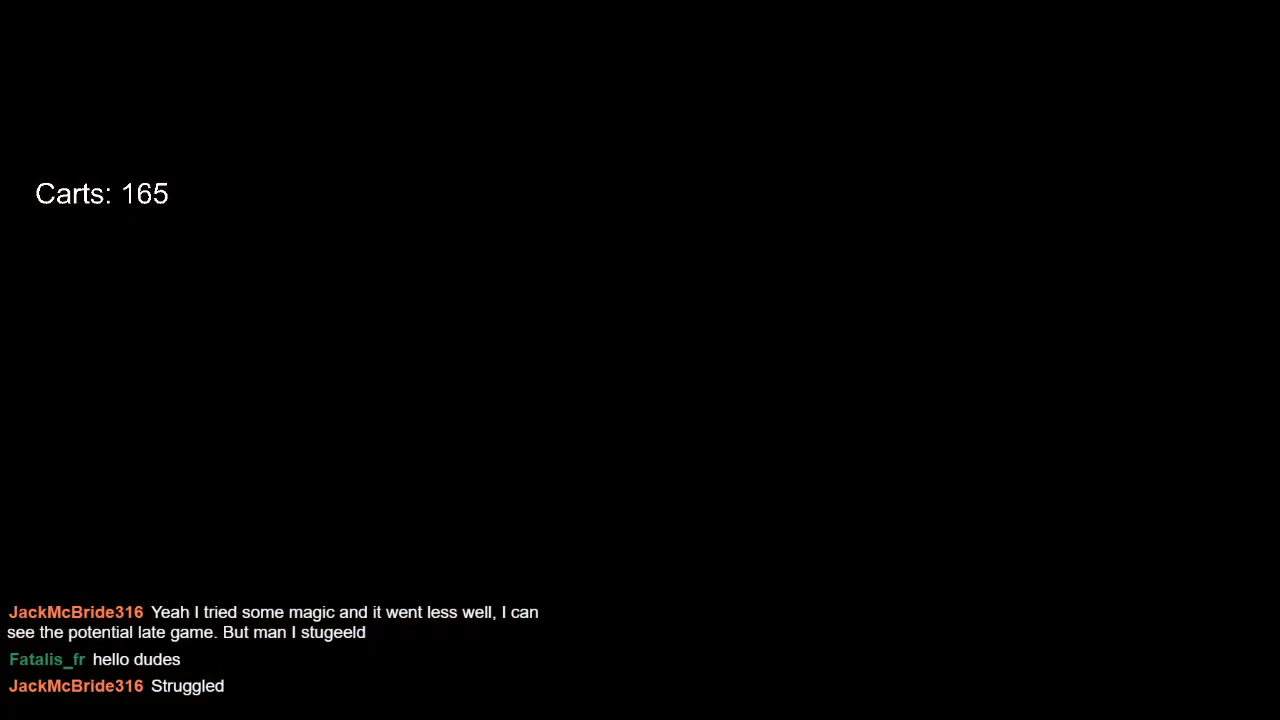 Carts: 165
JackMcBride316 Yeah I tried some magic and it went less well, I can
see the potential late game. But man I stugeeld
Fatalis_fr hello dudes
JackMcBride316 Struggled